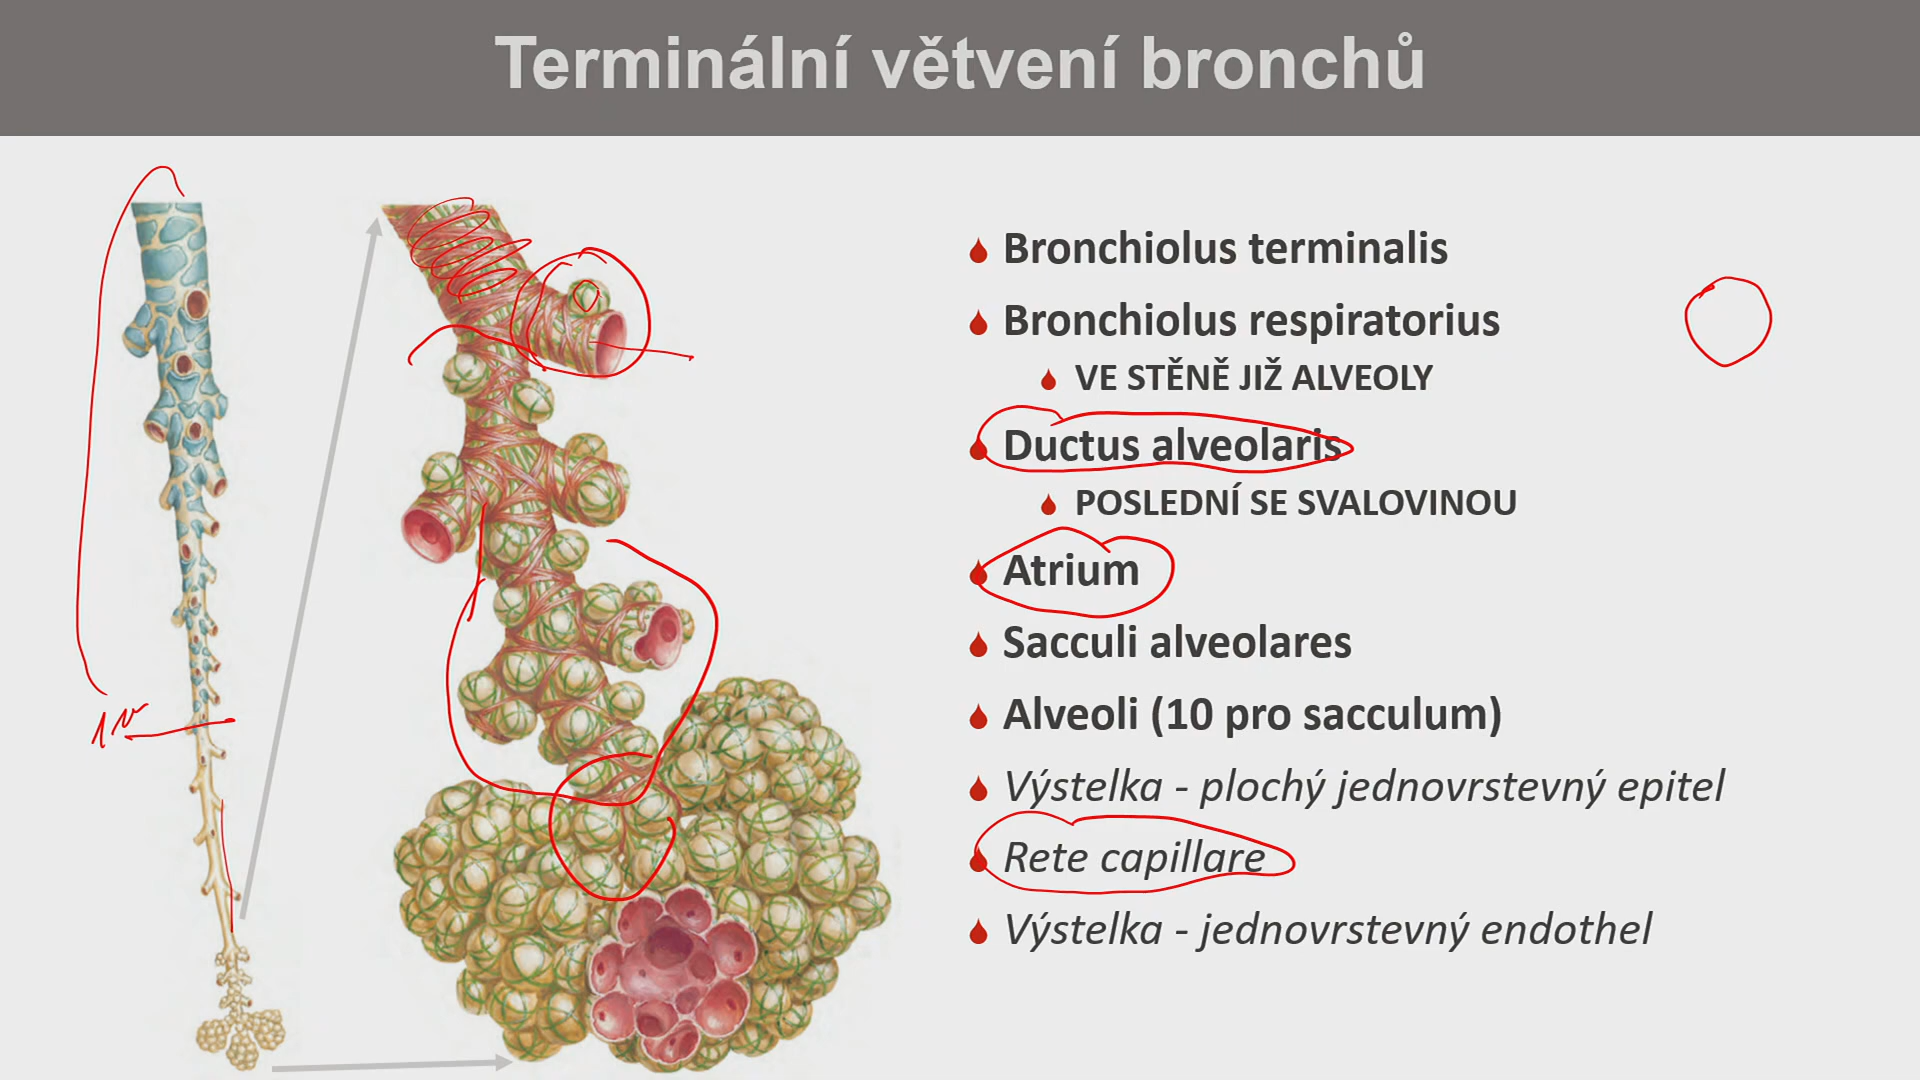 Terminální větvení bronchů
Bronchiolus terminalis
Bronchiolus respiratorius
VE STĚNĚ JIŽ ALVEOLY
Ductus alveolaris
POSLEDNÍ SE SVALOVINOU
Atrium
Sacculi alveolares
Alveoli (10 pro sacculum)
Výstelka - plochý jednovrstevný epitel
Rete capillare
Výstelka - jednovrstevný endothel